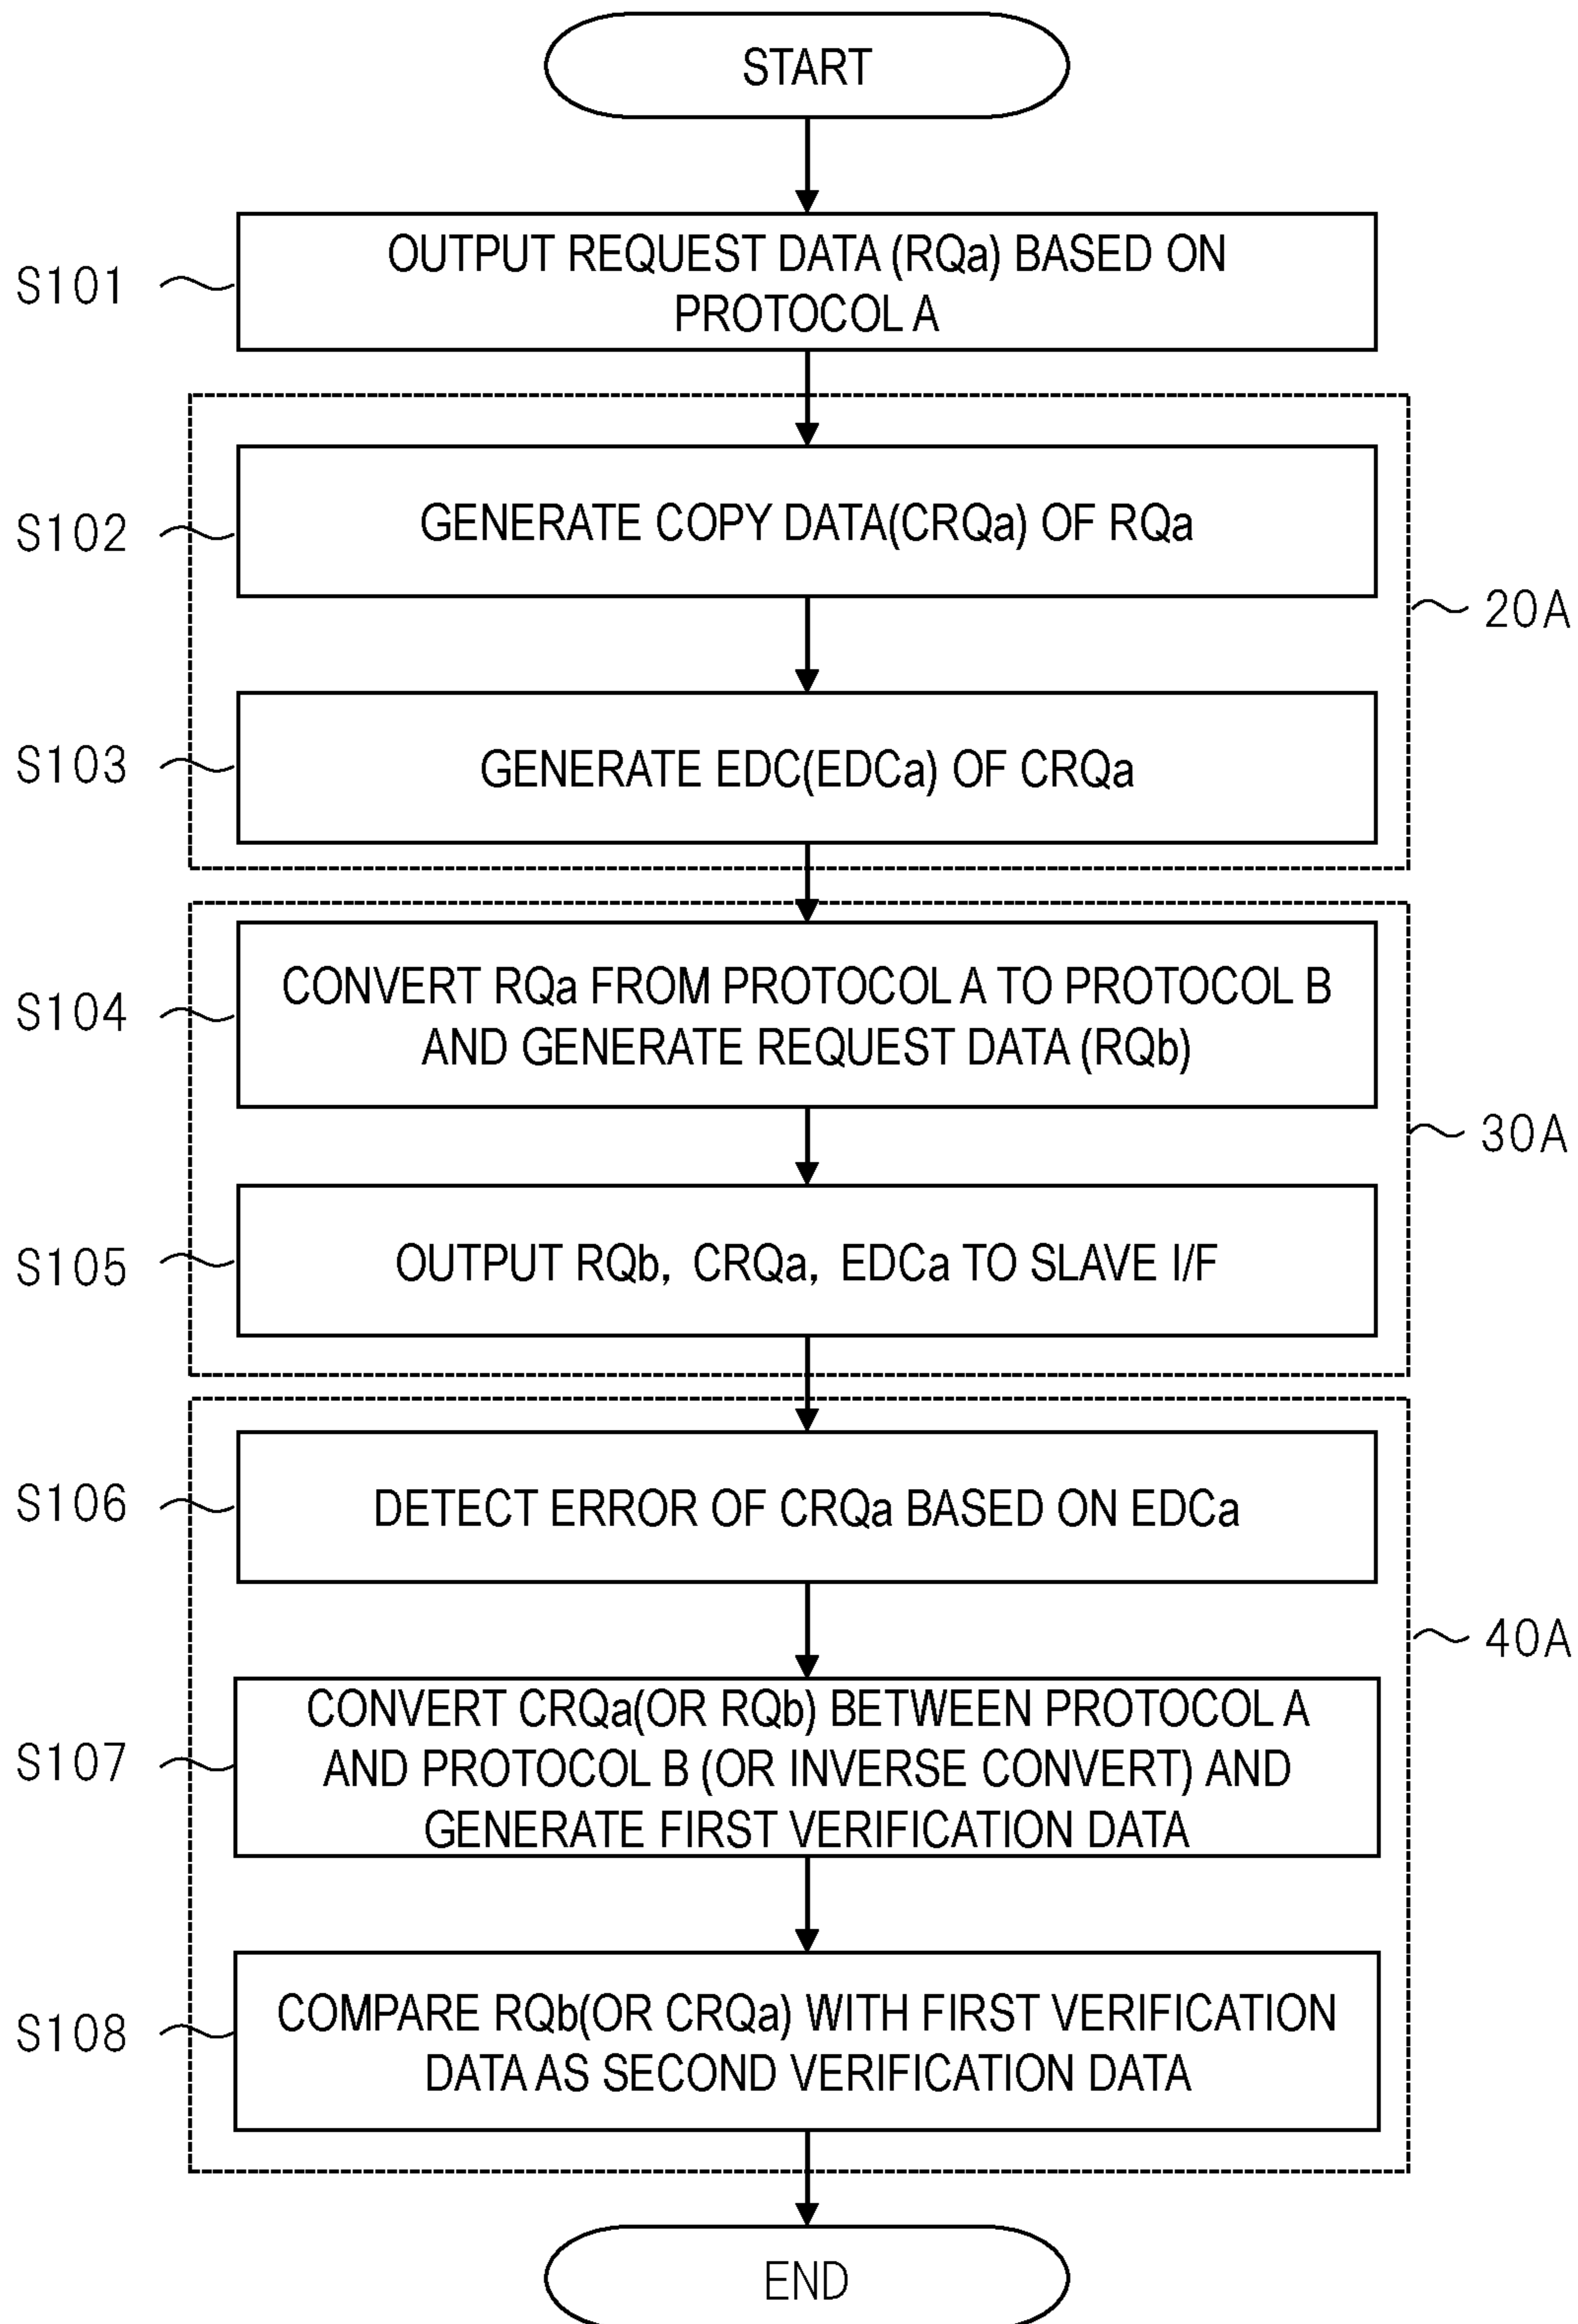 START
S101
OUTPUT REQUEST DATA (RQa) BASED ON
PROTOCOL A
S102
GENERATE COPY DATA(CRQa) OF RQa
20A
S103
GENERATE EDC(EDCa) OF CRQa
S104
CONVERT RQa FROM PROTOCOL A TO PROTOCOL B
AND GENERATE REQUEST DATA (RQb)
30A
S105
OUTPUT RQb, CRQa, EDCa TO SLAVE I/F
S106
DETECT ERROR OF CRQa BASED ON EDCa
40A
S107
CONVERT CRQa(OR RQb) BETWEEN PROTOCOL A
AND PROTOCOL B (OR INVERSE CONVERT) AND
GENERATE FIRST VERIFICATION DATA
S108
COMPARE RQb(OR CRQa) WITH FIRST VERIFICATION
DATA AS SECOND VERIFICATION DATA
END